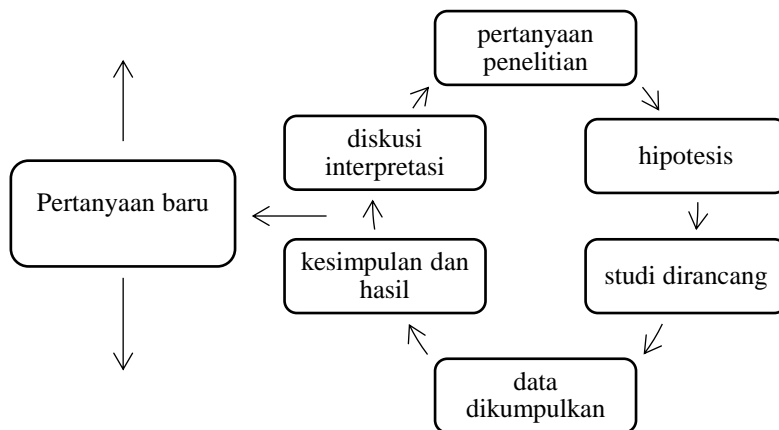 pertanyaan
penelitian
hipotesis
studi dirancang
data
dikumpulkan
kesimpulan dan
hasil
diskusi
interpretasi
Pertanyaan baru